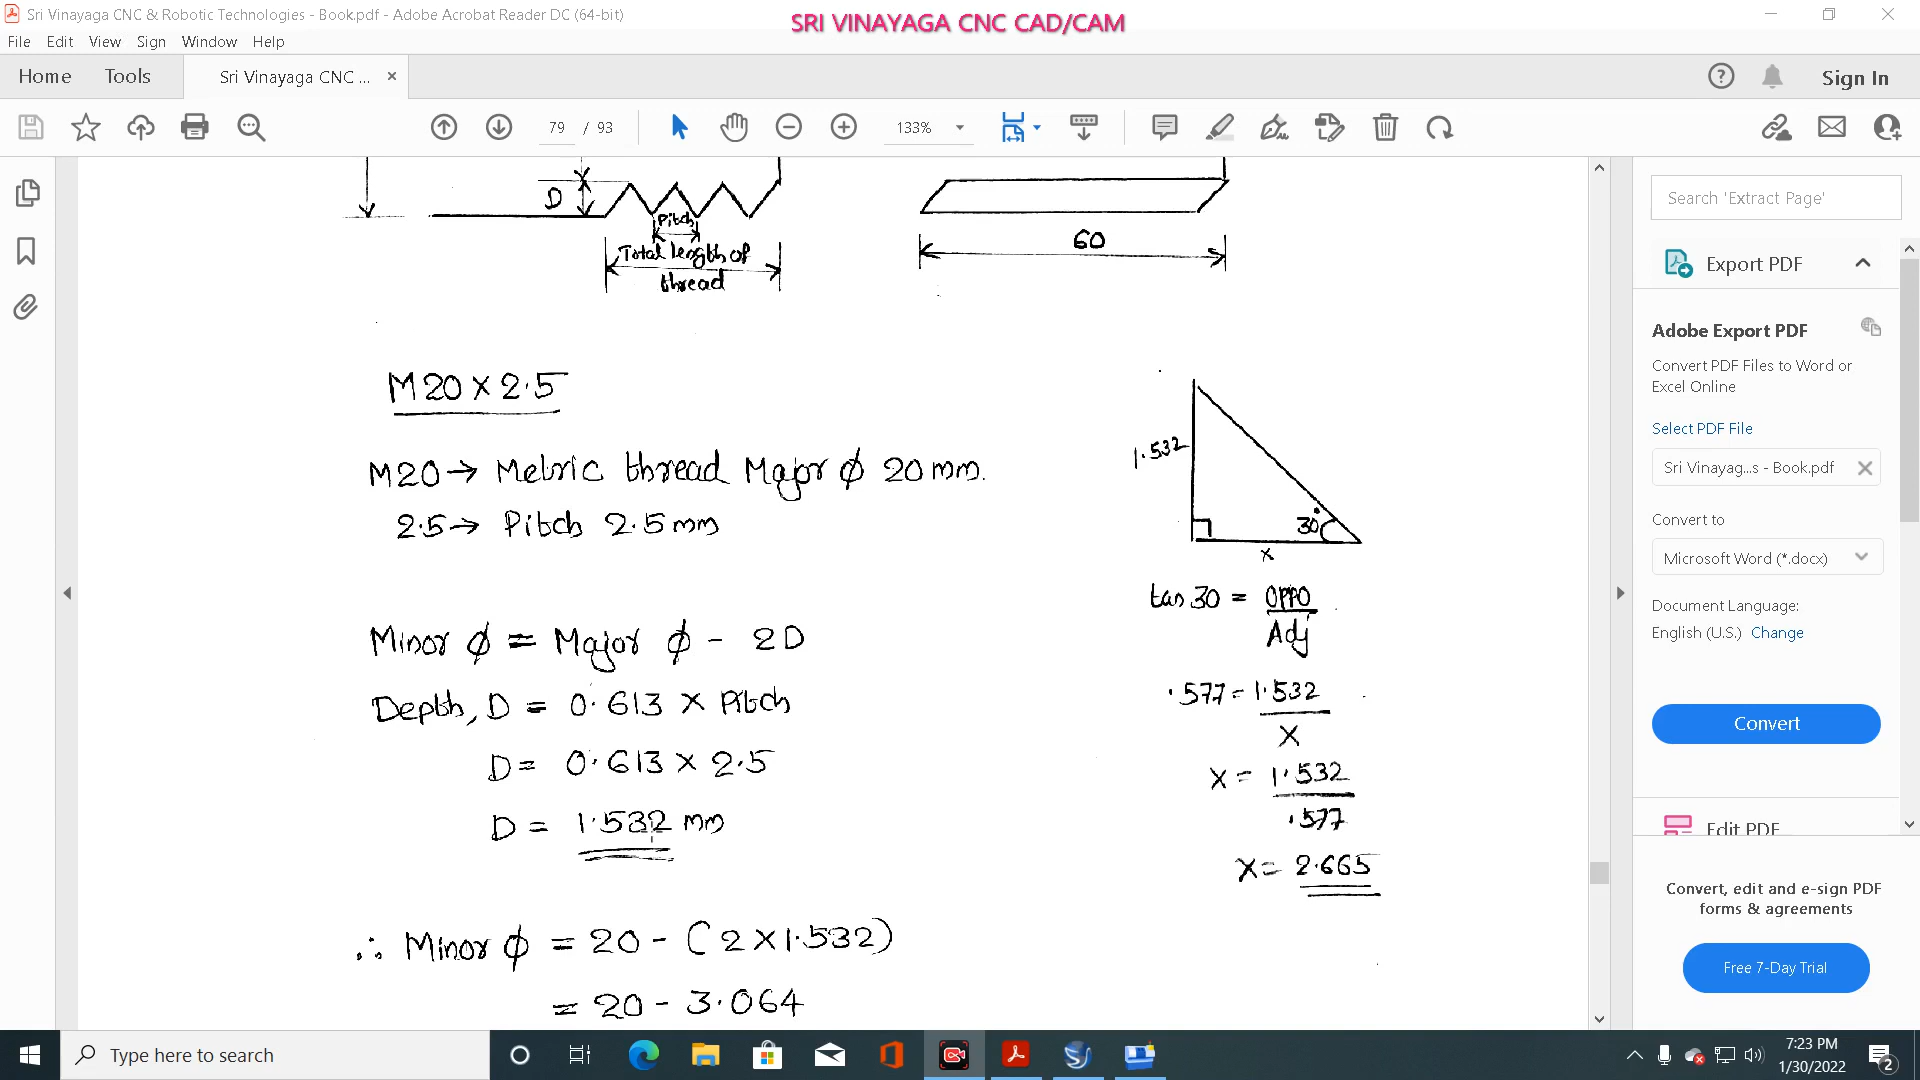 Sri Vinayaga CNC & Robotic Technologies - Book.pdf - Adobe Acrobat Reader DC (64-bit)
SRI VINAYAGA CNC CAD/CAM
File Edit View Sign Window Help
Home Tools Sri Vinayaga CNC ... × Sign In
79 / 93 133%
D
Pitch
Total length of
thread
60
M20 × 2.5
M20 → Metric thread Major ϕ 20 mm.
2.5 → Pitch 2.5 mm
Minor ϕ = Major ϕ - 2D
Depth, D = 0.613 × Pitch
D = 0.613 × 2.5
D = 1.532 mm
∴ Minor ϕ = 20 - (2 × 1.532)
= 20 - 3.064
1.532
30°
x
tan 30 = OPPO
Adj
.577 = 1.532
X
X = 1.532
.577
X = 2.665
Search 'Extract Page'
Export PDF
Adobe Export PDF
Convert PDF Files to Word or
Excel Online
Select PDF File
Sri Vinayag...s - Book.pdf
Convert to
Microsoft Word (*.docx)
Document Language:
English (U.S.) Change
Convert
Edit PDF
Convert, edit and e-sign PDF
forms & agreements
Free 7-Day Trial
Type here to search
7:23 PM
1/30/2022
2